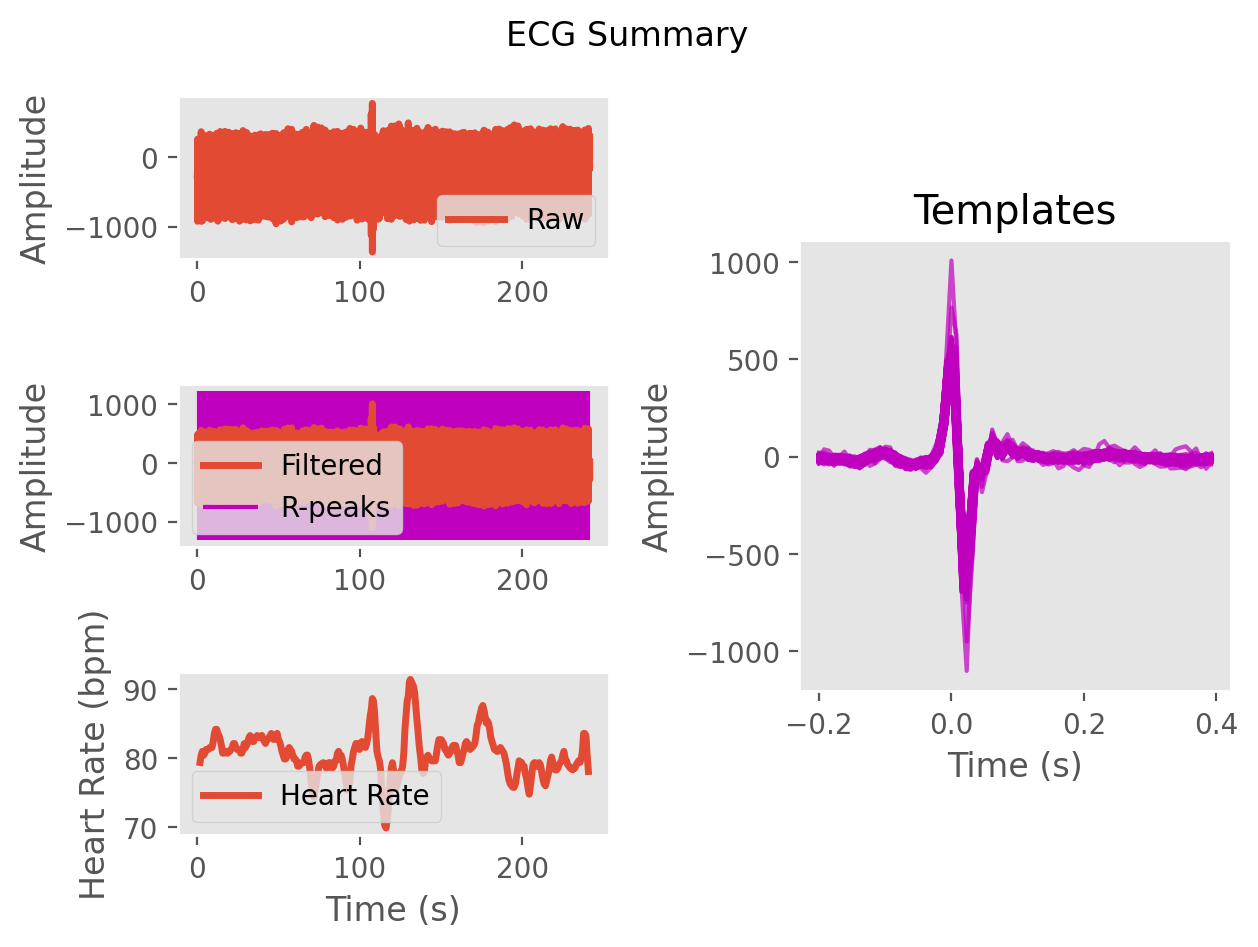 ECG Summary
Amplitude
0
−1000
Raw
0 100 200
Amplitude
1000
0
−1000
Filtered
R-peaks
0 100 200
Heart Rate (bpm)
90
80
70
Heart Rate
0 100 200
Time (s)
Templates
Amplitude
1000
500
0
−500
−1000
−0.2 0.0 0.2 0.4
Time (s)